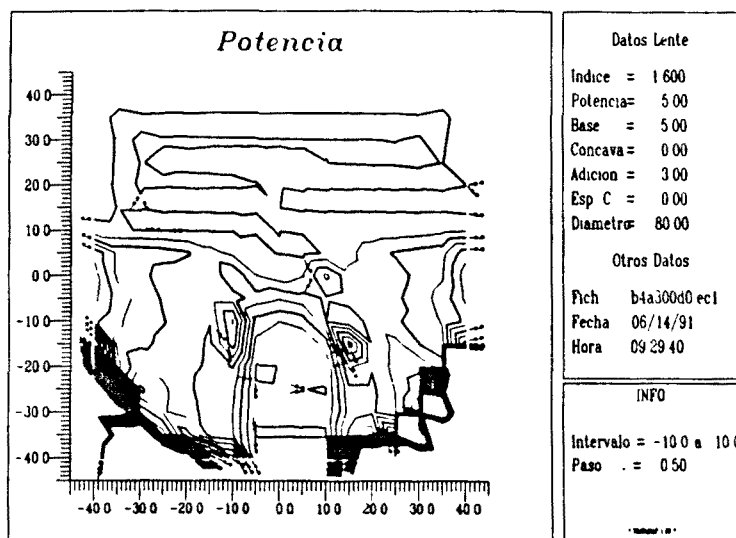 Potencia
40 0
30 0
20 0
10 0
0 0
-10 0
-20 0
-30 0
-40 0
-40 0 -30 0 -20 0 -10 0 0 0 10 0 20 0 30 0 40 0
Datos Lente
Indice = 1 600
Potencia= 5 00
Base = 5 00
Concava= 0 00
Adicion = 3 00
Esp C = 0 00
Diametro= 80 00
Otros Datos
Fich b4a300d0 ec1
Fecha 06/14/91
Hora 09 29 40
INFO
Intervalo = -10 0 a 10 0
Paso . = 0 50